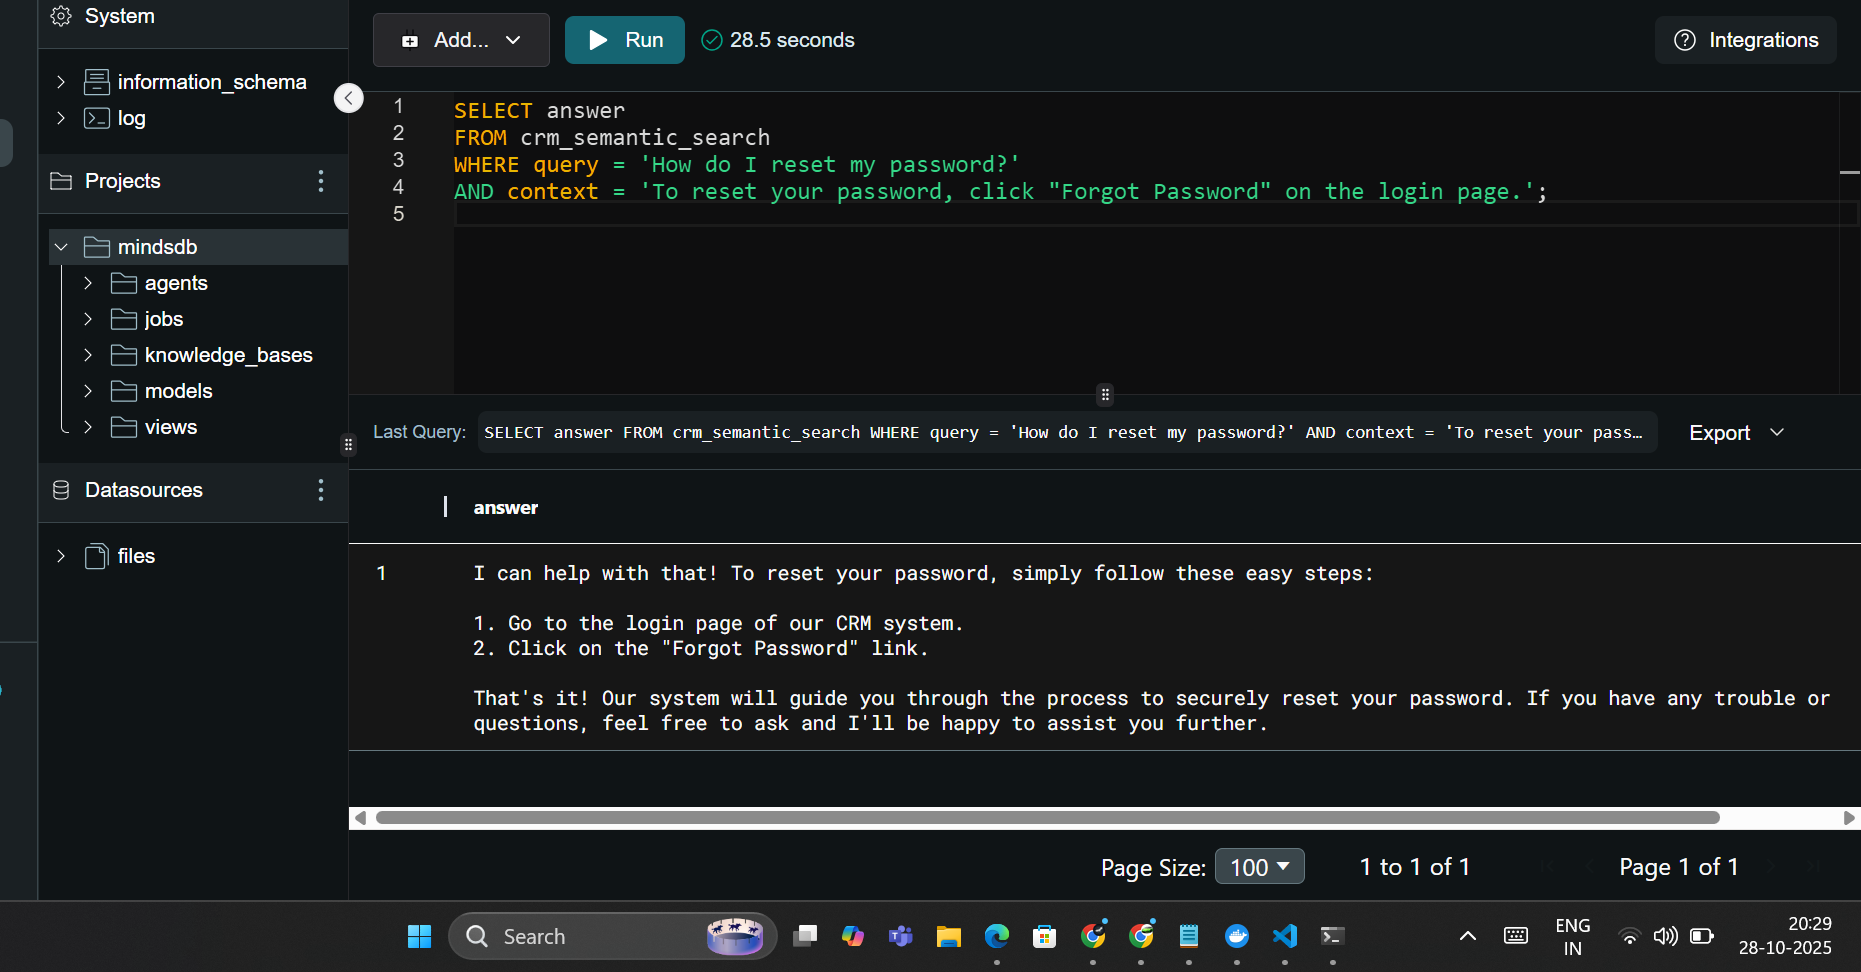 System
information_schema
log
Projects
mindsdb
agents
jobs
knowledge_bases
models
views
Datasources
files
Add...
Run
28.5 seconds
Integrations
1 SELECT answer
2 FROM crm_semantic_search
3 WHERE query = 'How do I reset my password?'
4 AND context = 'To reset your password, click "Forgot Password" on the login page.';
5
Last Query: SELECT answer FROM crm_semantic_search WHERE query = 'How do I reset my password?' AND context = 'To reset your pass…
Export
answer
1 I can help with that! To reset your password, simply follow these easy steps:
1. Go to the login page of our CRM system.
2. Click on the "Forgot Password" link.
That's it! Our system will guide you through the process to securely reset your password. If you have any trouble or
questions, feel free to ask and I'll be happy to assist you further.
Page Size: 100 1 to 1 of 1 Page 1 of 1
Search
ENG
IN
20:29
28-10-2025